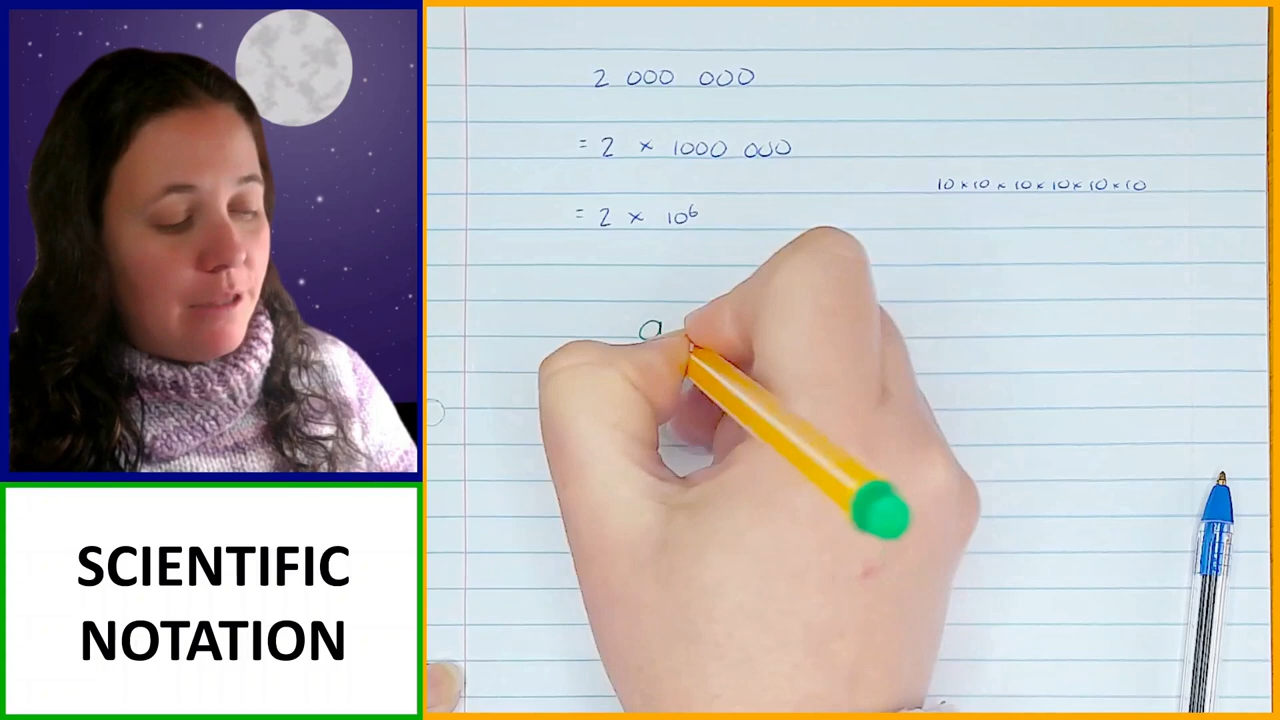 SCIENTIFIC
NOTATION
2 000 000
= 2 × 1000 000
10 × 10 × 10 × 10 × 10 × 10
= 2 × 10⁶
a